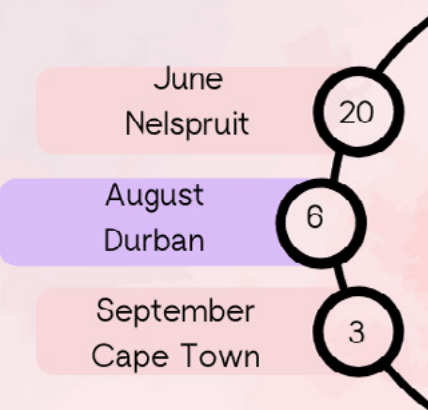 June
Nelspruit
20
August
Durban
6
September
Cape Town
3